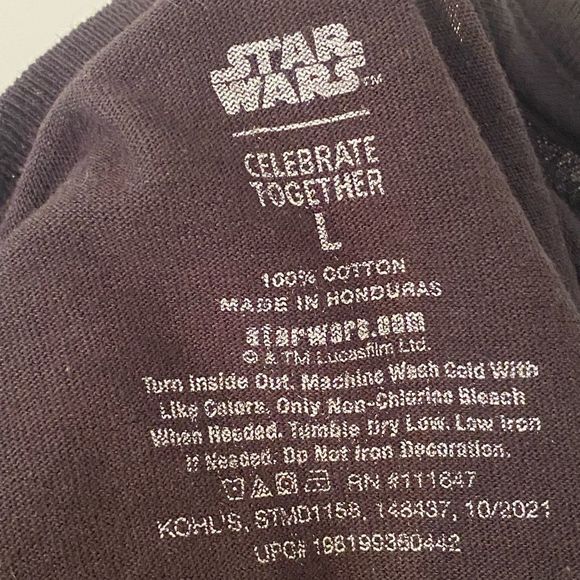 STAR
WARS™
CELEBRATE
TOGETHER
L
100% COTTON
MADE IN HONDURAS
starwars.com
© & TM Lucasfilm Ltd.
Turn Inside Out. Machine Wash Cold With
Like Colors. Only Non-Chlorine Bleach
When Needed. Tumble Dry Low. Low Iron
If Needed. Do Not Iron Decoration.
RN #111647
KOHL'S, STMD1158, 148437, 10/2021
UPC# 196199360442